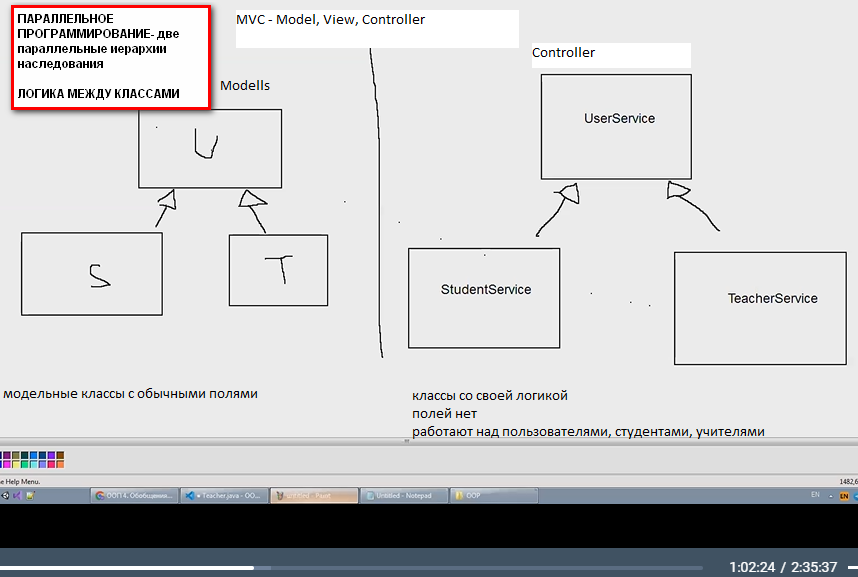 ПАРАЛЛЕЛЬНОЕ
ПРОГРАММИРОВАНИЕ- две
параллельные иерархии
наследования
ЛОГИКА МЕЖДУ КЛАССАМИ
MVC - Model, View, Controller
Modells
Controller
U
UserService
S
T
StudentService
TeacherService
модельные классы с обычными полями
классы со своей логикой
полей нет
работают над пользователями, студентами, учителями
e Help Menu.
1482,6
ООП 4. Обобщения...
Teacher.java - OO...
untitled - Paint
Untitled - Notepad
OOP
EN
EN
1:02:24 / 2:35:37